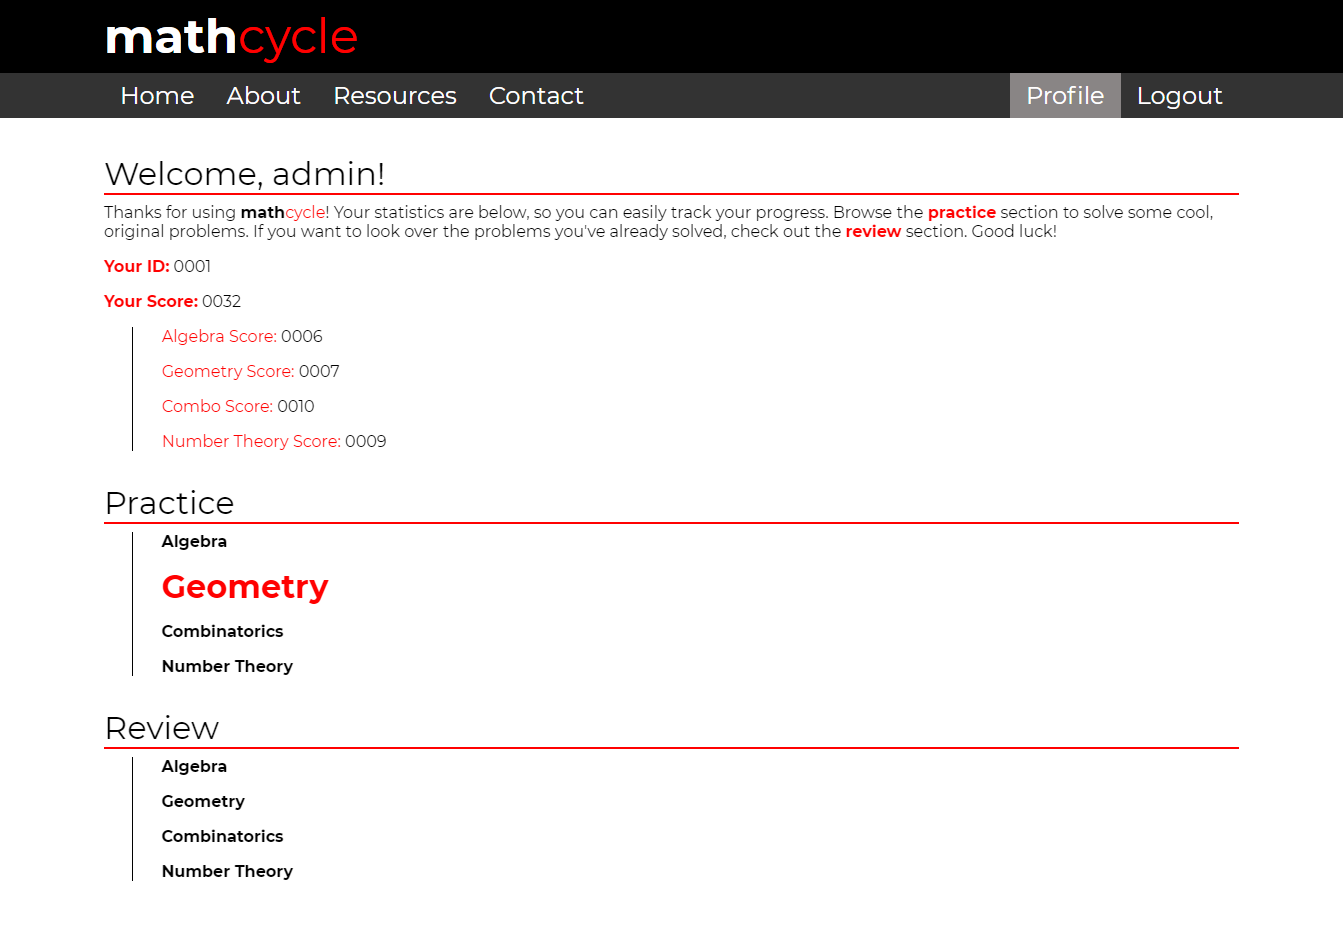 mathcycle
Home About Resources Contact Profile Logout
Welcome, admin!
Thanks for using mathcycle! Your statistics are below, so you can easily track your progress. Browse the practice section to solve some cool,
original problems. If you want to look over the problems you've already solved, check out the review section. Good luck!
Your ID: 0001
Your Score: 0032
Algebra Score: 0006
Geometry Score: 0007
Combo Score: 0010
Number Theory Score: 0009
Practice
Algebra
Geometry
Combinatorics
Number Theory
Review
Algebra
Geometry
Combinatorics
Number Theory